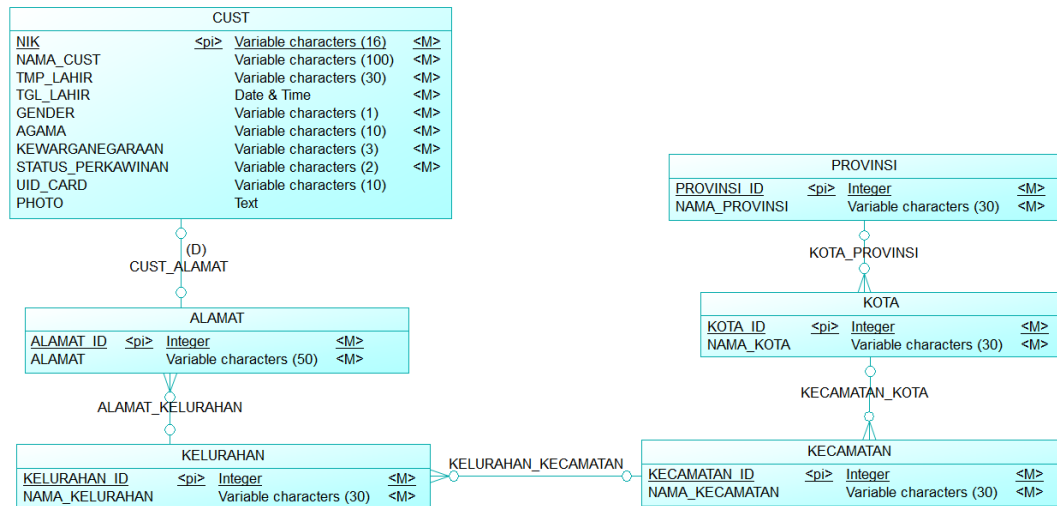 CUST
NIK <pi> Variable characters (16) <M>
NAMA_CUST Variable characters (100) <M>
TMP_LAHIR Variable characters (30) <M>
TGL_LAHIR Date & Time <M>
GENDER Variable characters (1) <M>
AGAMA Variable characters (10) <M>
KEWARGANEGARAAN Variable characters (3) <M>
STATUS_PERKAWINAN Variable characters (2) <M>
UID_CARD Variable characters (10)
PHOTO Text
(D)
CUST_ALAMAT
ALAMAT
ALAMAT_ID <pi> Integer <M>
ALAMAT Variable characters (50) <M>
ALAMAT_KELURAHAN
KELURAHAN
KELURAHAN_ID <pi> Integer <M>
NAMA_KELURAHAN Variable characters (30) <M>
KELURAHAN_KECAMATAN
PROVINSI
PROVINSI_ID <pi> Integer <M>
NAMA_PROVINSI Variable characters (30) <M>
KOTA_PROVINSI
KOTA
KOTA_ID <pi> Integer <M>
NAMA_KOTA Variable characters (30) <M>
KECAMATAN_KOTA
KECAMATAN
KECAMATAN_ID <pi> Integer <M>
NAMA_KECAMATAN Variable characters (30) <M>